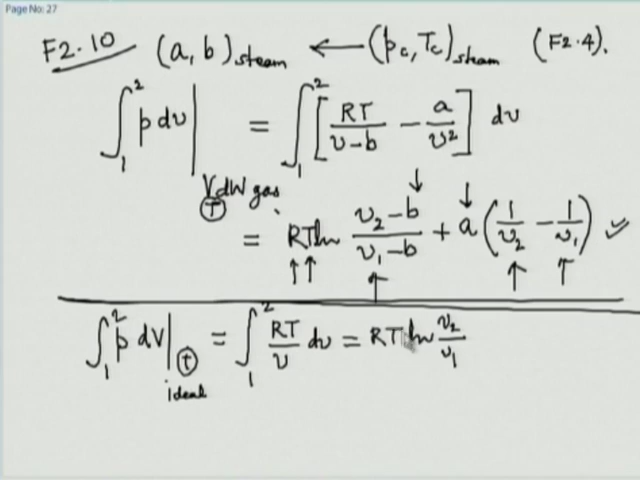 Page No: 27
F2.10 (a, b)steam ← (pc, Tc)steam (F2.4).
∫₁² p dv | VdW gas, T = ∫₁² [RT/(v-b) - a/v²] dv
= RT ln (v₂-b)/(v₁-b) + a (1/v₂ - 1/v₁) ✓
∫₁² p dV | T ideal = ∫₁² RT/v dv = RT ln v₂/v₁